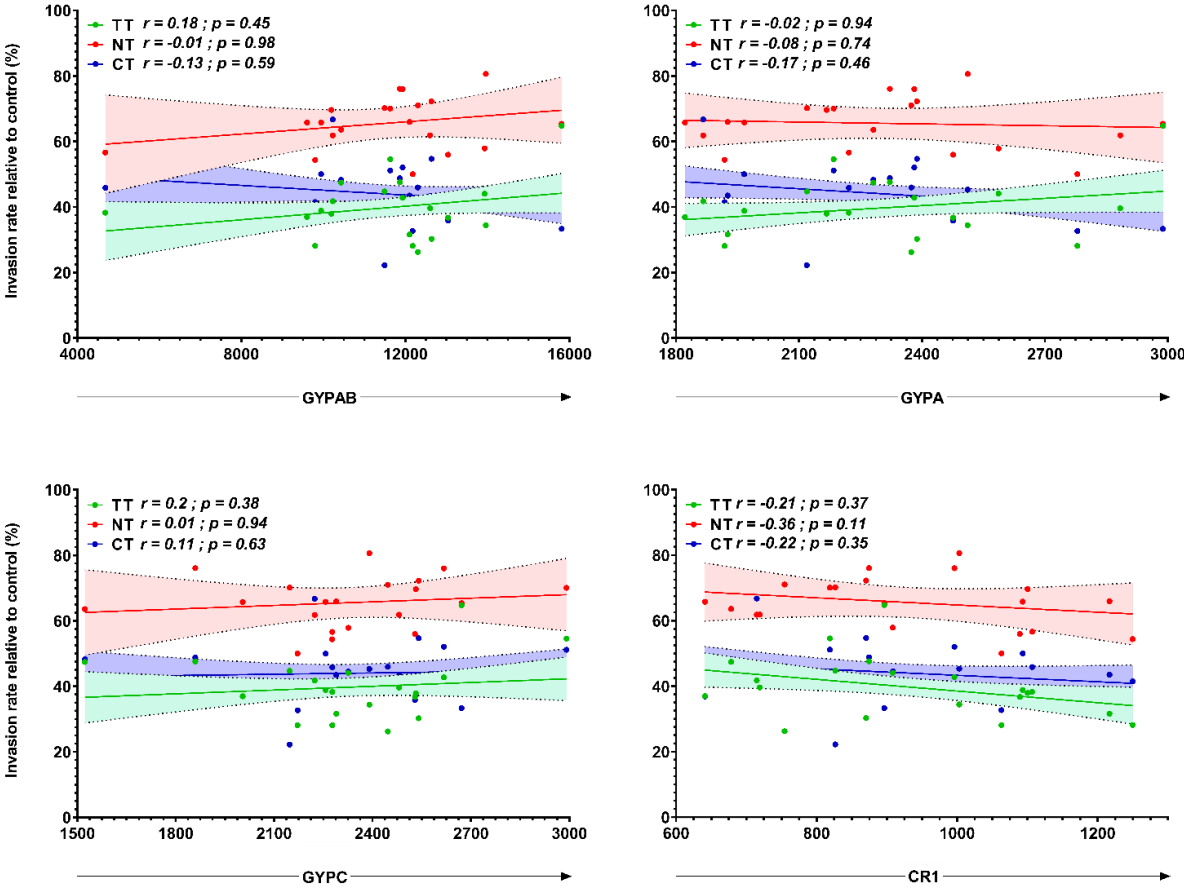 100
80
60
40
20
0
Invasion rate relative to control (%)
TT r = 0.18 ; p = 0.45
NT r = -0.01 ; p = 0.98
CT r = -0.13 ; p = 0.59
4000 8000 12000 16000
GYPAB
100
80
60
40
20
0
TT r = -0.02 ; p = 0.94
NT r = -0.08 ; p = 0.74
CT r = -0.17 ; p = 0.46
1800 2100 2400 2700 3000
GYPA
100
80
60
40
20
0
Invasion rate relative to control (%)
TT r = 0.2 ; p = 0.38
NT r = 0.01 ; p = 0.94
CT r = 0.11 ; p = 0.63
1500 1800 2100 2400 2700 3000
GYPC
100
80
60
40
20
0
TT r = -0.21 ; p = 0.37
NT r = -0.36 ; p = 0.11
CT r = -0.22 ; p = 0.35
600 800 1000 1200
CR1